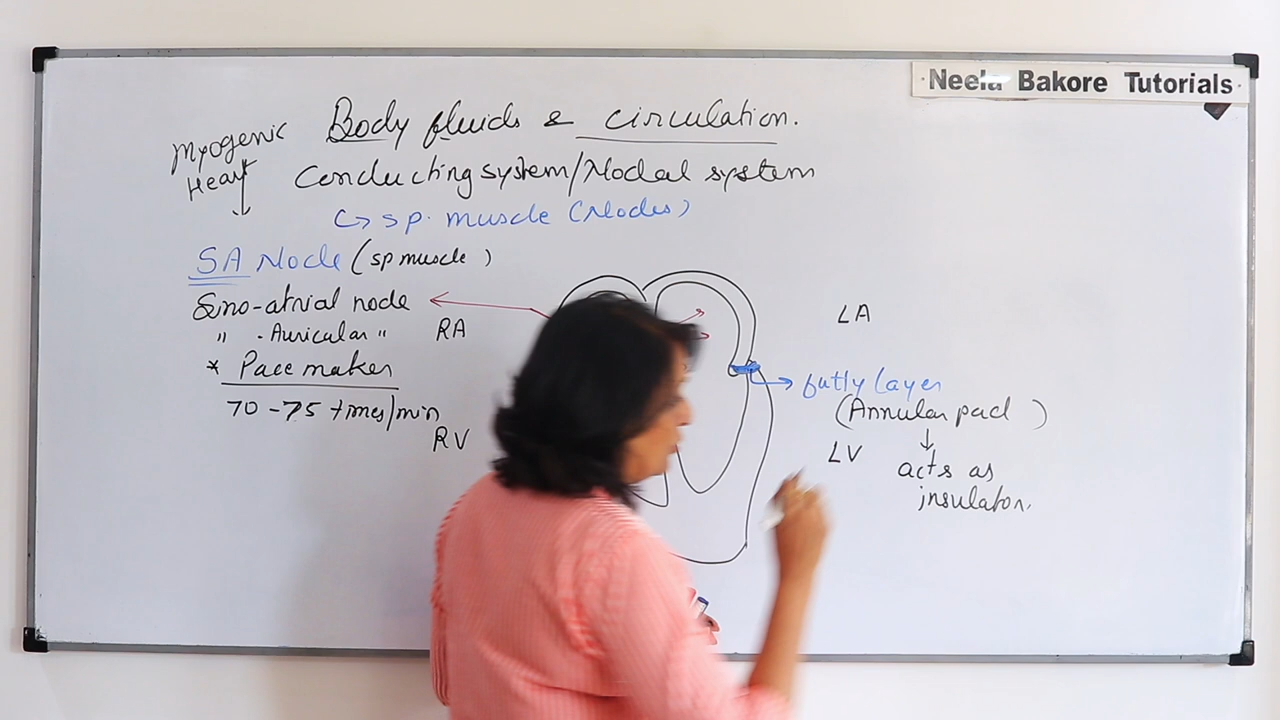 Neela Bakore Tutorials
Body fluids & circulation.
Myogenic
Heart
Conducting system/Nodal system
↳ sp. muscle (Nodes)
SA Node (sp muscle )
Sino-atrial node
" - Auricular "
* Pace maker
70 - 75 times/min
RA
RV
LA
fatty layer
(Annular pad )
LV
acts as
insulator.